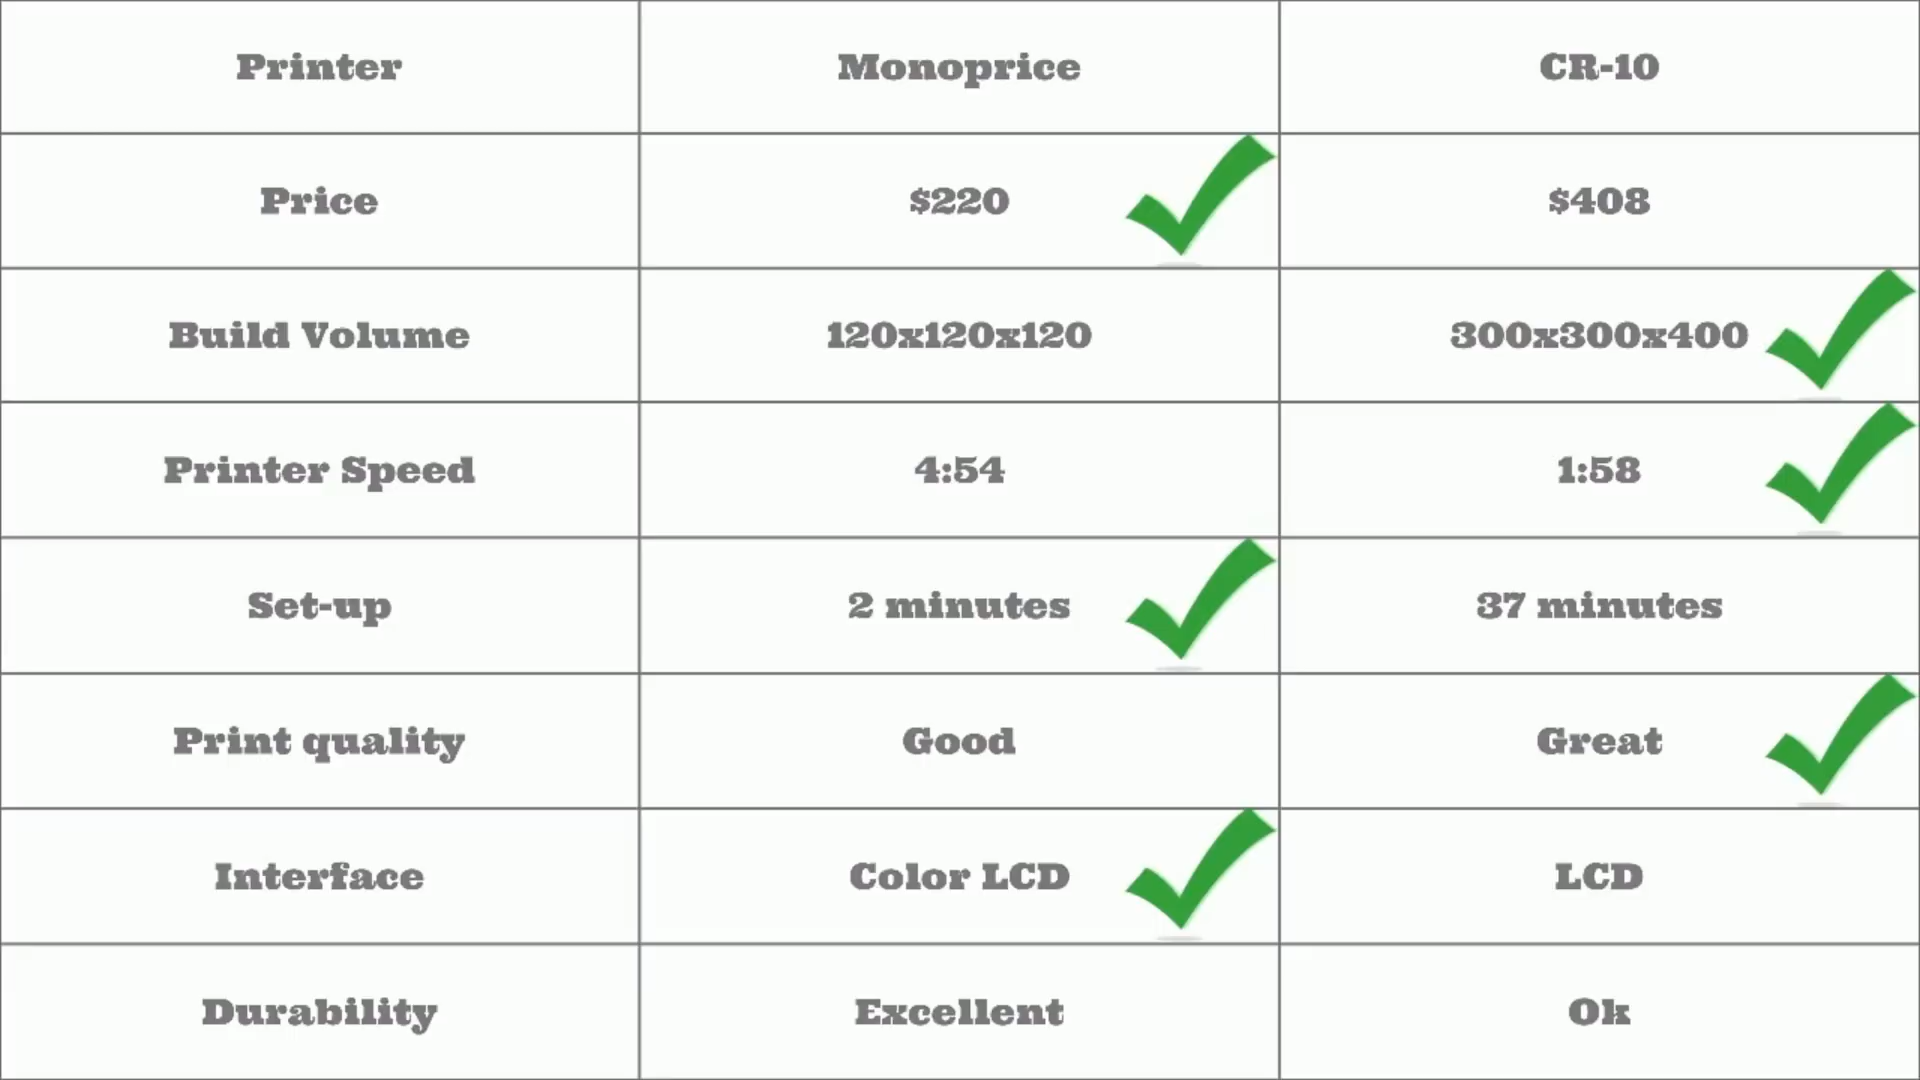 Printer Monoprice CR-10
Price $220 $408
Build Volume 120x120x120 300x300x400
Printer Speed 4:54 1:58
Set-up 2 minutes 37 minutes
Print quality Good Great
Interface Color LCD LCD
Durability Excellent Ok